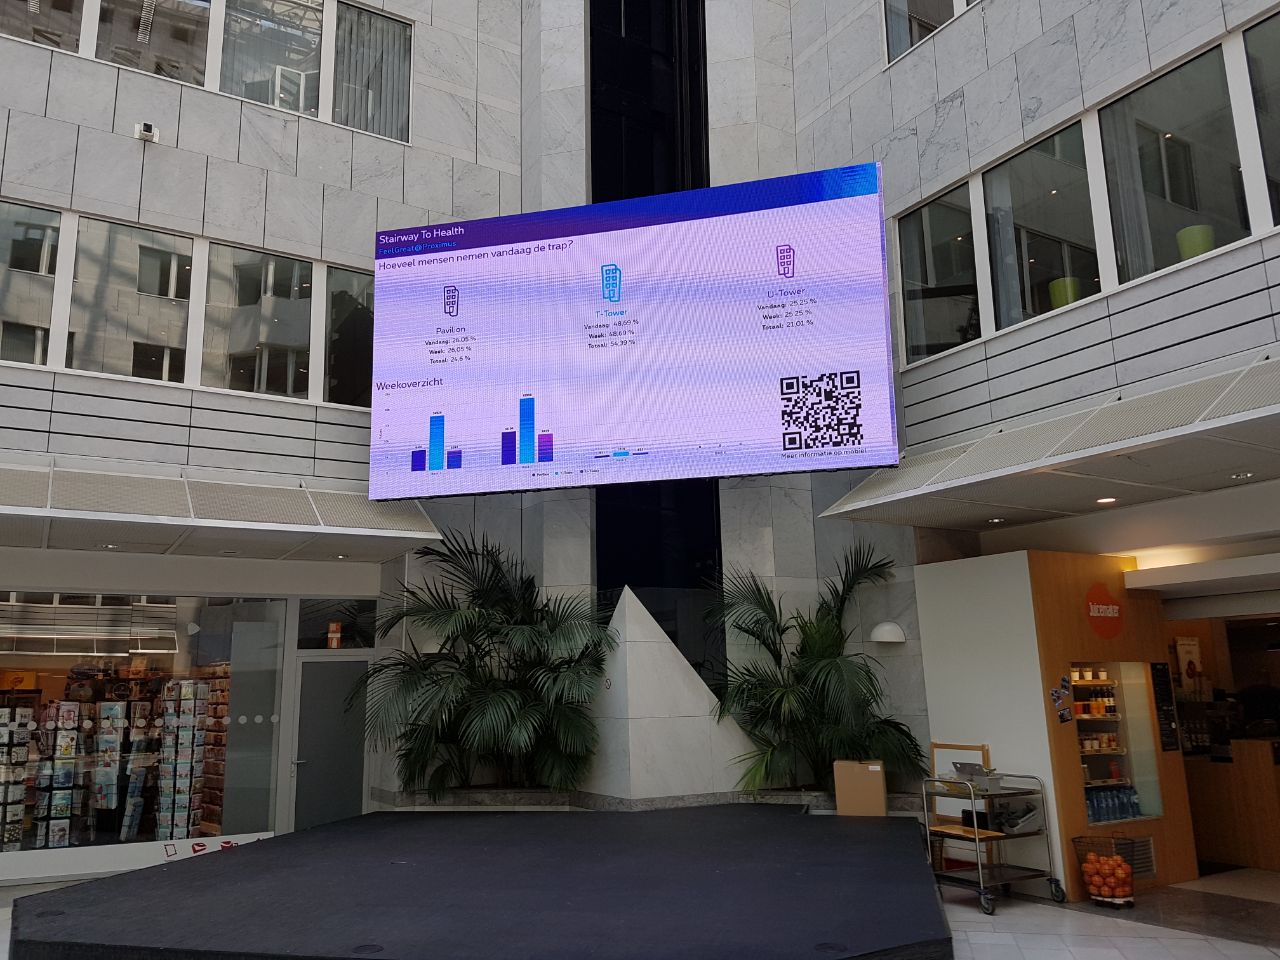 Stairway To Health
FeelGreat@Proximus
Hoeveel mensen nemen vandaag de trap?
Pavilion
Vandaag: 26.05 %
Week: 26.05 %
Totaal: 24.6 %
T-Tower
Vandaag: 48.69 %
Week: 48.69 %
Totaal: 54.39 %
U-Tower
Vandaag: 25.25 %
Week: 25.25 %
Totaal: 21.01 %
Weekoverzicht
Meer informatie op mobiel
Juicemaker